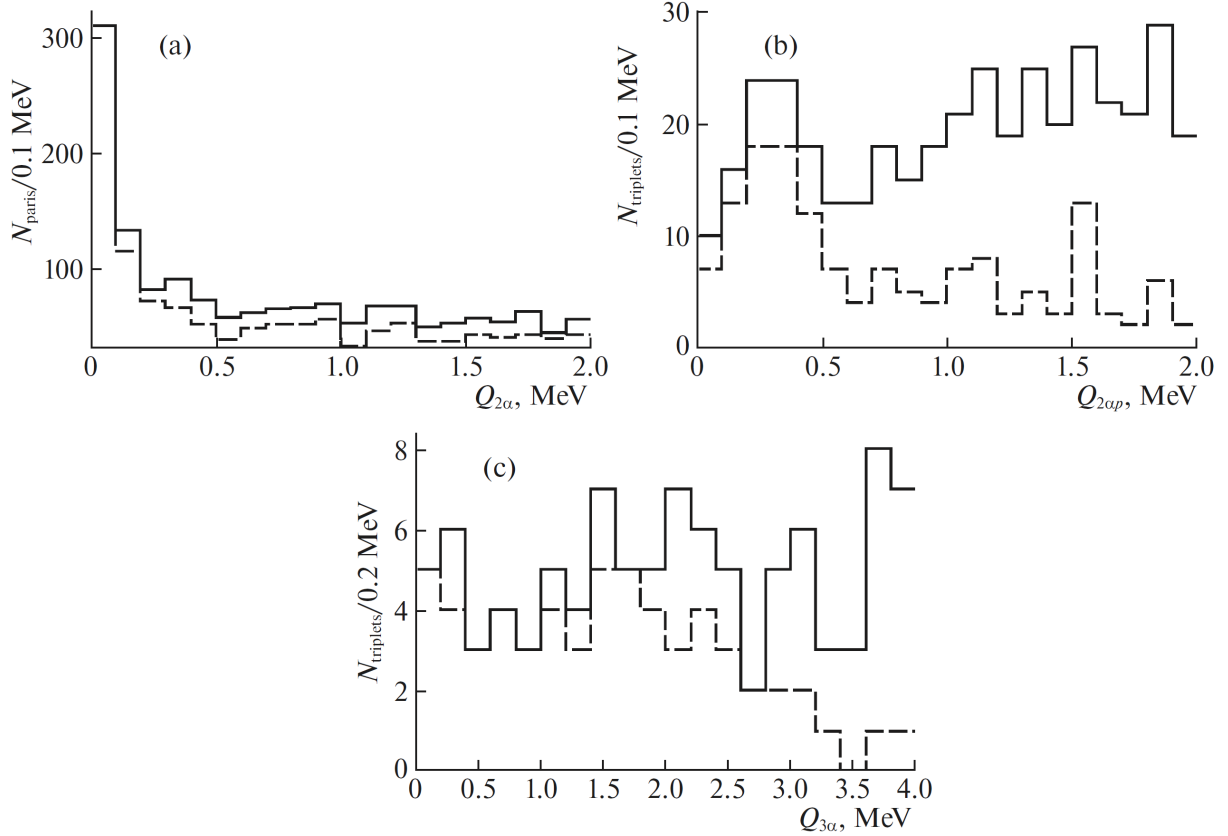 (a)
N_paris/0.1 MeV
300
200
100
0 0.5 1.0 1.5 2.0
Q_2α, MeV
(b)
N_triplets/0.1 MeV
30
20
10
0
0 0.5 1.0 1.5 2.0
Q_2αp, MeV
(c)
N_triplets/0.2 MeV
8
6
4
2
0
0 0.5 1.0 1.5 2.0 2.5 3.0 3.5 4.0
Q_3α, MeV